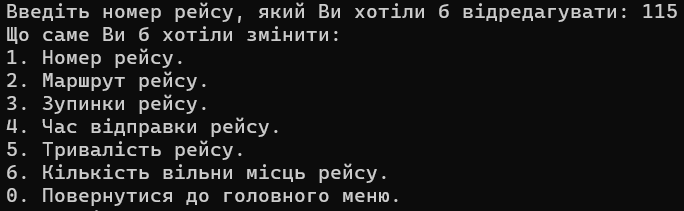 Введіть номер рейсу, який Ви хотіли б відредагувати: 115
Що саме Ви б хотіли змінити:
1. Номер рейсу.
2. Маршрут рейсу.
3. Зупинки рейсу.
4. Час відправки рейсу.
5. Тривалість рейсу.
6. Кількість вільни місць рейсу.
0. Повернутися до головного меню.